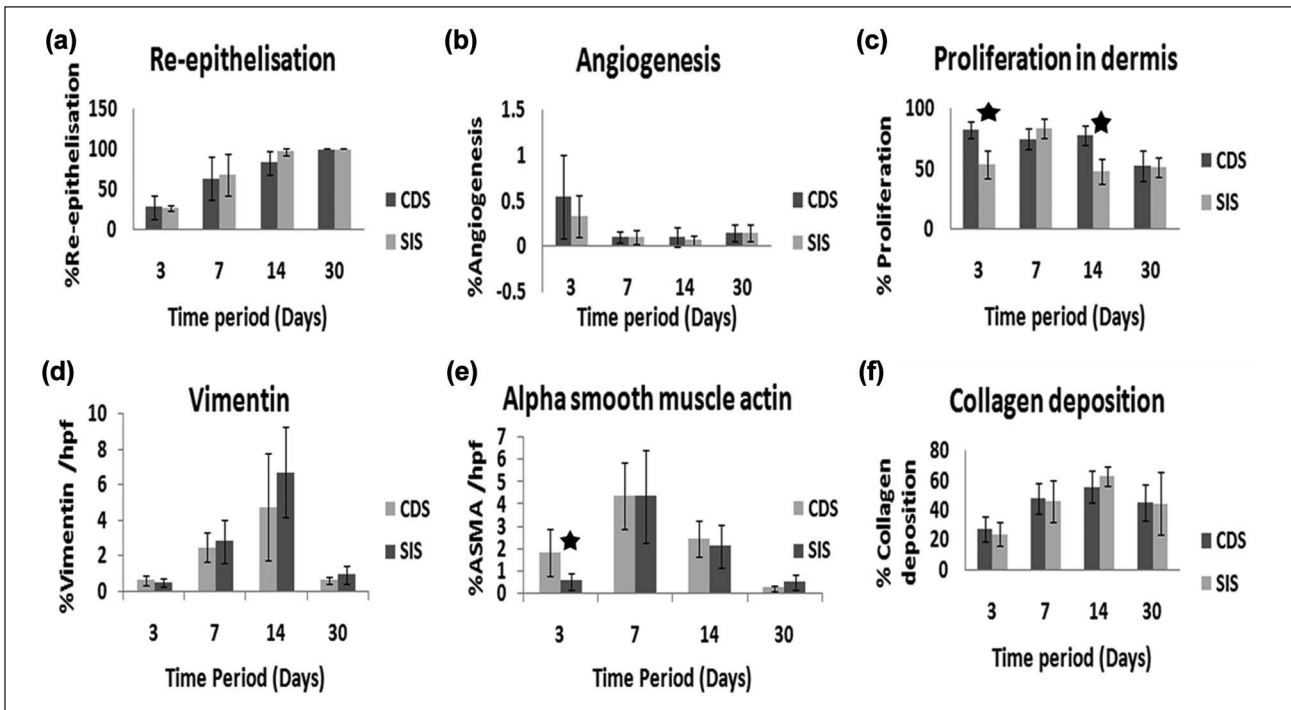 (a)
Re-epithelisation
%Re-epithelisation
150
100
50
0
3 7 14 30
Time period (Days)
CDS
SIS
(b)
Angiogenesis
%Angiogenesis
1.5
1
0.5
0
-0.5
3 7 14 30
Time period (Days)
CDS
SIS
(c)
Proliferation in dermis
% Proliferation
100
50
0
3 7 14 30
Time period (Days)
CDS
SIS
(d)
Vimentin
%Vimentin /hpf
10
8
6
4
2
0
3 7 14 30
Time Period (Days)
CDS
SIS
(e)
Alpha smooth muscle actin
%ASMA /hpf
7
6
5
4
3
2
1
0
3 7 14 30
Time Period (Days)
CDS
SIS
(f)
Collagen deposition
% Collagen
deposition
80
60
40
20
0
3 7 14 30
Time period (Days)
CDS
SIS